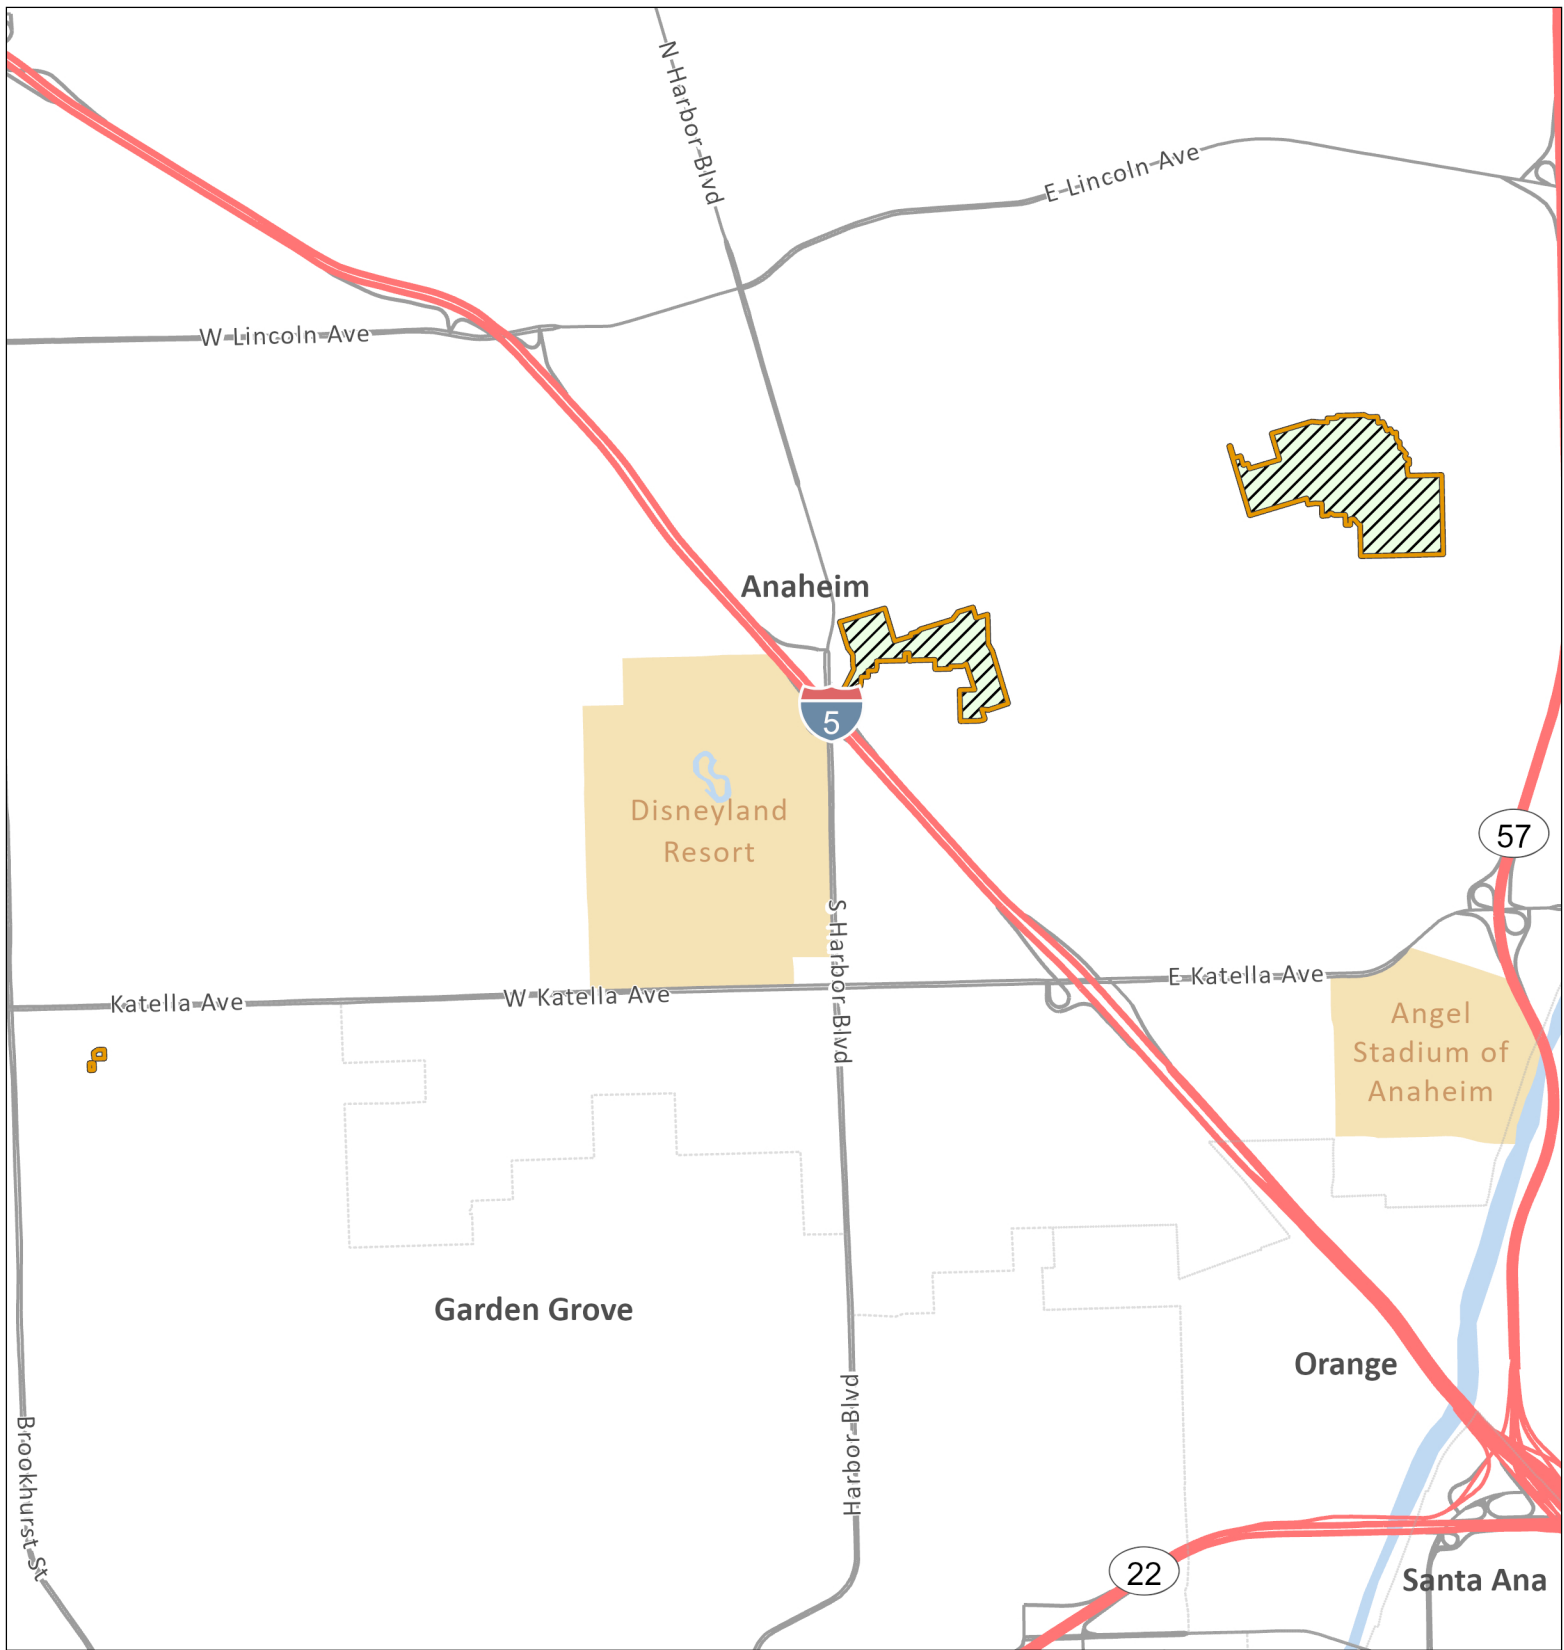 N Harbor Blvd
E Lincoln Ave
W Lincoln Ave
Anaheim
5
Disneyland
Resort
57
S Harbor Blvd
E Katella Ave
W Katella Ave
Katella Ave
Angel
Stadium of
Anaheim
Garden Grove
Orange
Harbor Blvd
Brookhurst St
22
Santa Ana